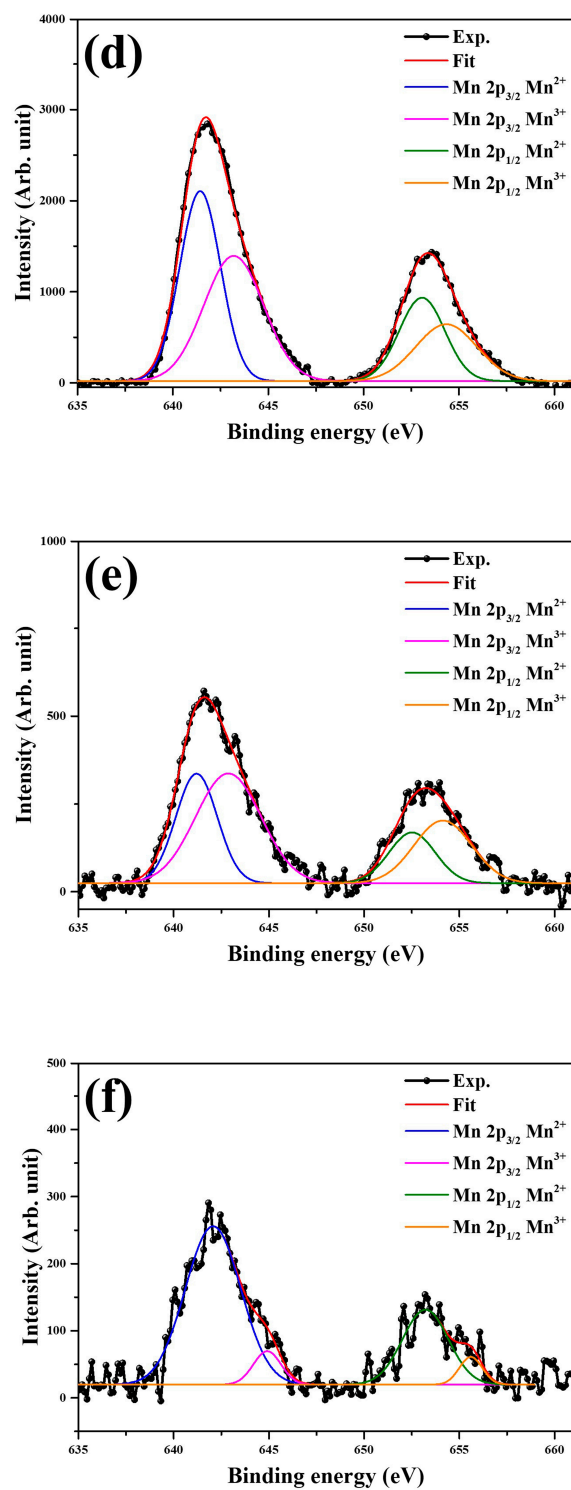 (d)
Exp.
Fit
Mn 2p3/2 Mn2+
Mn 2p3/2 Mn3+
Mn 2p1/2 Mn2+
Mn 2p1/2 Mn3+
4000
3000
2000
1000
0
Intensity (Arb. unit)
635 640 645 650 655 660
Binding energy (eV)
(e)
Exp.
Fit
Mn 2p3/2 Mn2+
Mn 2p3/2 Mn3+
Mn 2p1/2 Mn2+
Mn 2p1/2 Mn3+
1000
500
0
Intensity (Arb. unit)
635 640 645 650 655 660
Binding energy (eV)
(f)
Exp.
Fit
Mn 2p3/2 Mn2+
Mn 2p3/2 Mn3+
Mn 2p1/2 Mn2+
Mn 2p1/2 Mn3+
500
400
300
200
100
0
Intensity (Arb. unit)
635 640 645 650 655 660
Binding energy (eV)